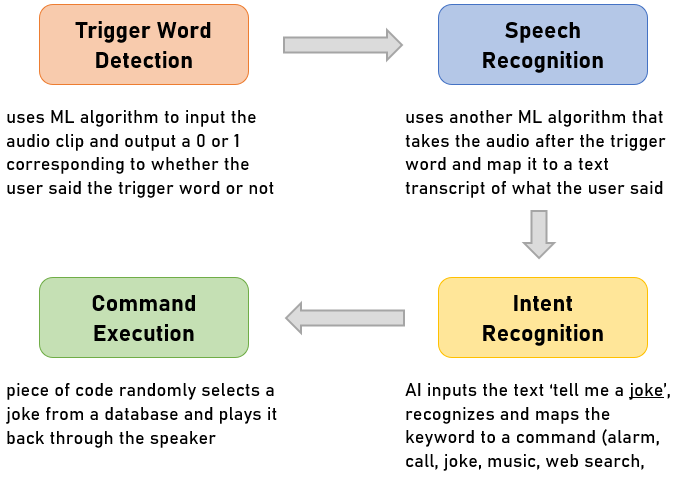 Trigger Word
Detection
uses ML algorithm to input the
audio clip and output a 0 or 1
corresponding to whether the
user said the trigger word or not
Speech
Recognition
uses another ML algorithm that
takes the audio after the trigger
word and map it to a text
transcript of what the user said
Intent
Recognition
AI inputs the text ‘tell me a joke’,
recognizes and maps the
keyword to a command (alarm,
call, joke, music, web search,
Command
Execution
piece of code randomly selects a
joke from a database and plays it
back through the speaker